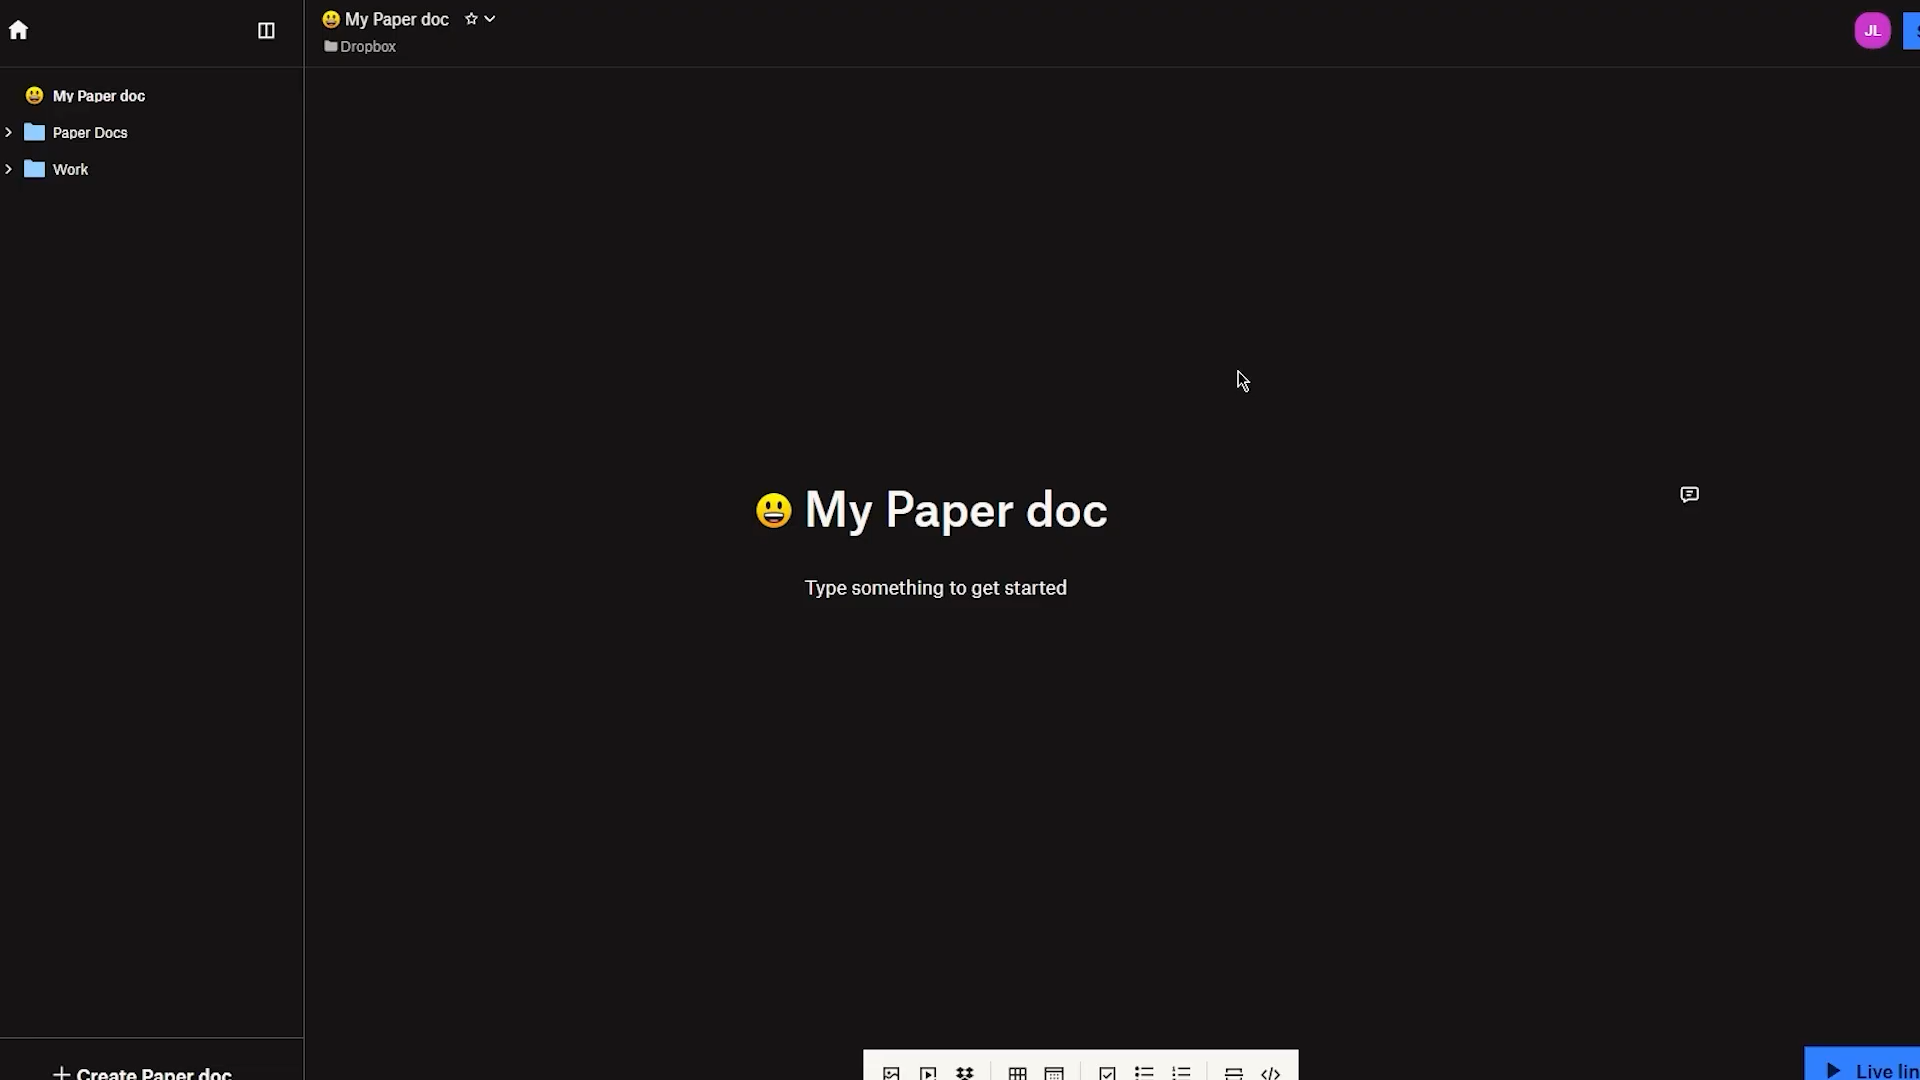 My Paper doc
Dropbox
JL
My Paper doc
Paper Docs
Work
My Paper doc
Type something to get started
Create Paper doc
Live